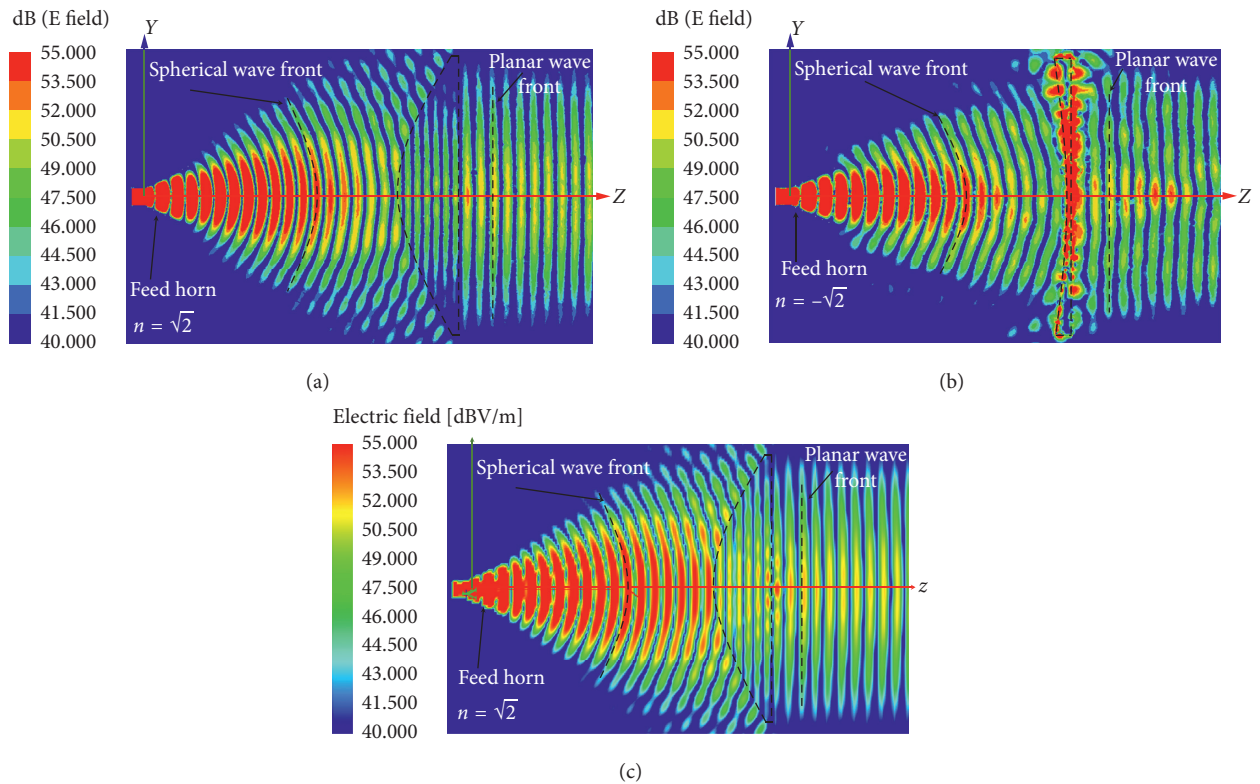 dB (E field)
55.000
53.500
52.000
50.500
49.000
47.500
46.000
44.500
43.000
41.500
40.000
Y
Spherical wave front
Planar wave
front
Z
Feed horn
n = √2
(a)
dB (E field)
55.000
53.500
52.000
50.500
49.000
47.500
46.000
44.500
43.000
41.500
40.000
Y
Spherical wave front
Planar wave
front
Z
Feed horn
n = −√2
(b)
Electric field [dBV/m]
55.000
53.500
52.000
50.500
49.000
47.500
46.000
44.500
43.000
41.500
40.000
Spherical wave front
Planar wave
front
z
Feed horn
n = √2
(c)